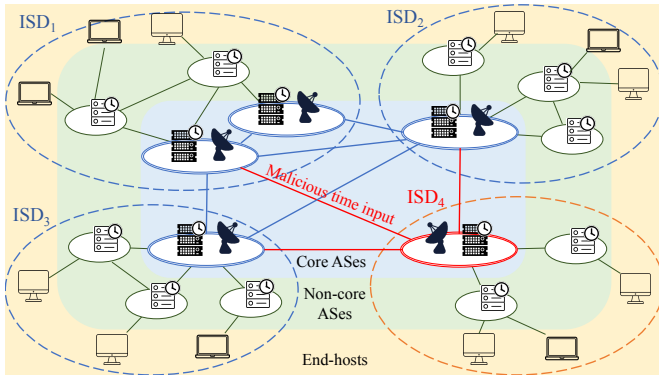 ISD1
ISD2
Malicious time input
ISD4
ISD3
Core ASes
Non-core
ASes
End-hosts